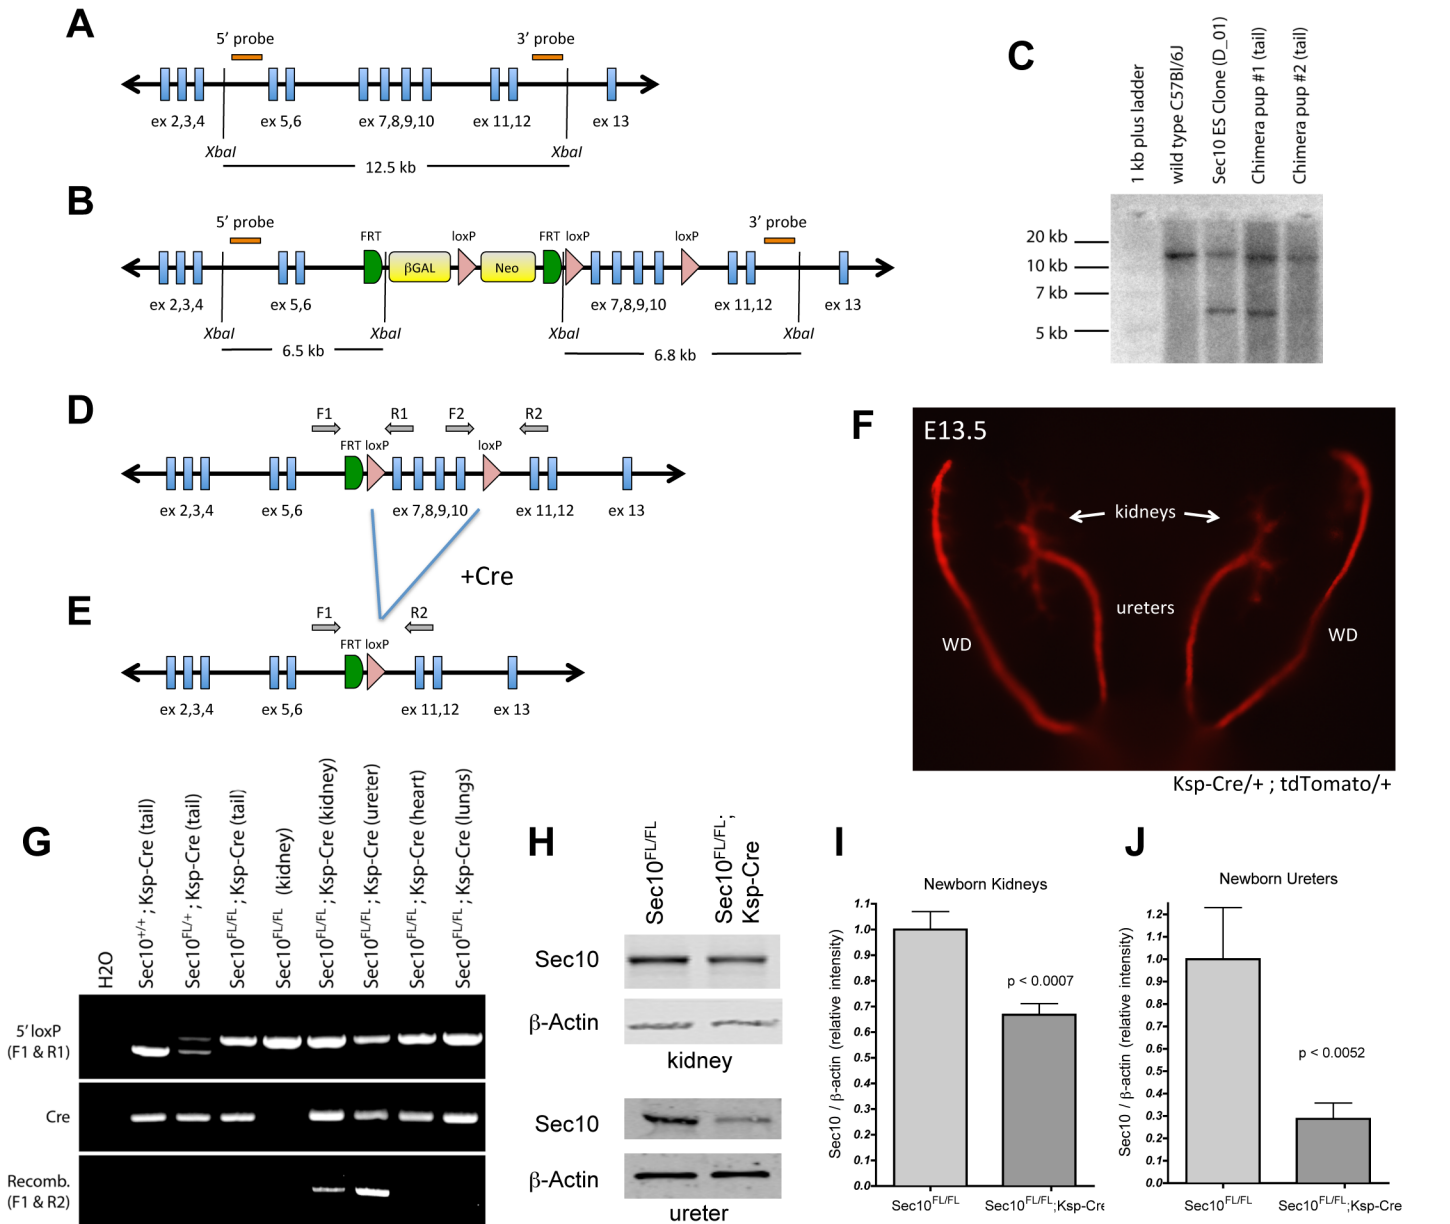 A
5’ probe
3’ probe
ex 2,3,4
ex 5,6
ex 7,8,9,10
ex 11,12
ex 13
XbaI
XbaI
12.5 kb
B
5’ probe
3’ probe
FRT
loxP
FRT
loxP
loxP
βGAL
Neo
ex 2,3,4
ex 5,6
ex 7,8,9,10
ex 11,12
ex 13
XbaI
XbaI
XbaI
XbaI
6.5 kb
6.8 kb
C
1 kb plus ladder
wild type C57Bl/6J
Sec10 ES Clone (D_01)
Chimera pup #1 (tail)
Chimera pup #2 (tail)
20 kb
10 kb
7 kb
5 kb
D
F1
R1
F2
R2
FRT loxP
loxP
ex 2,3,4
ex 5,6
ex 7,8,9,10
ex 11,12
ex 13
+Cre
E
F1
R2
FRT loxP
ex 2,3,4
ex 5,6
ex 11,12
ex 13
F
E13.5
kidneys
ureters
WD
WD
Ksp-Cre/+ ; tdTomato/+
G
H2O
Sec10+/+ ; Ksp-Cre (tail)
Sec10FL/+ ; Ksp-Cre (tail)
Sec10FL/FL ; Ksp-Cre (tail)
Sec10FL/FL (kidney)
Sec10FL/FL ; Ksp-Cre (kidney)
Sec10FL/FL ; Ksp-Cre (ureter)
Sec10FL/FL ; Ksp-Cre (heart)
Sec10FL/FL ; Ksp-Cre (lungs)
5’ loxP
(F1 & R1)
Cre
Recomb.
(F1 & R2)
H
Sec10FL/FL
Sec10FL/FL;
Ksp-Cre
Sec10
β-Actin
kidney
Sec10
β-Actin
ureter
I
Newborn Kidneys
Sec10 / β-actin (relative intensity)
1.1
1.0
0.9
0.8
0.7
0.6
0.5
0.4
0.3
0.2
0.1
0.0
p < 0.0007
Sec10FL/FL
Sec10FL/FL;Ksp-Cre
J
Newborn Ureters
Sec10 / β-actin (relative intensity)
1.2
1.1
1.0
0.9
0.8
0.7
0.6
0.5
0.4
0.3
0.2
0.1
0.0
p < 0.0052
Sec10FL/FL
Sec10FL/FL;Ksp-Cre